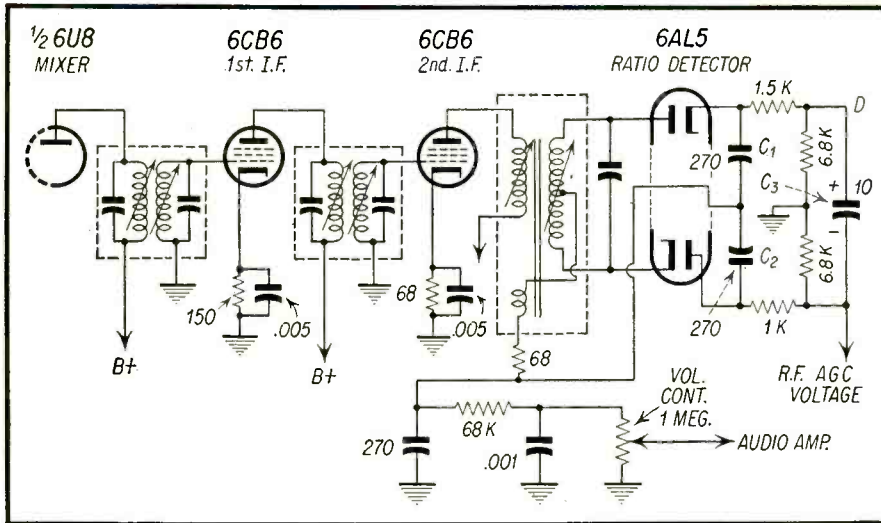 ½ 6U8
MIXER
6CB6
1st. I.F.
6CB6
2nd. I.F.
6AL5
RATIO DETECTOR
1.5 K
D
270
C1
6.8K
C3
+
10
−
6.8K
C2
270
1 K
150
.005
68
.005
68
B+
B+
R.F. AGC
VOLTAGE
VOL.
CONT.
1 MEG.
68 K
270
.001
AUDIO AMP.